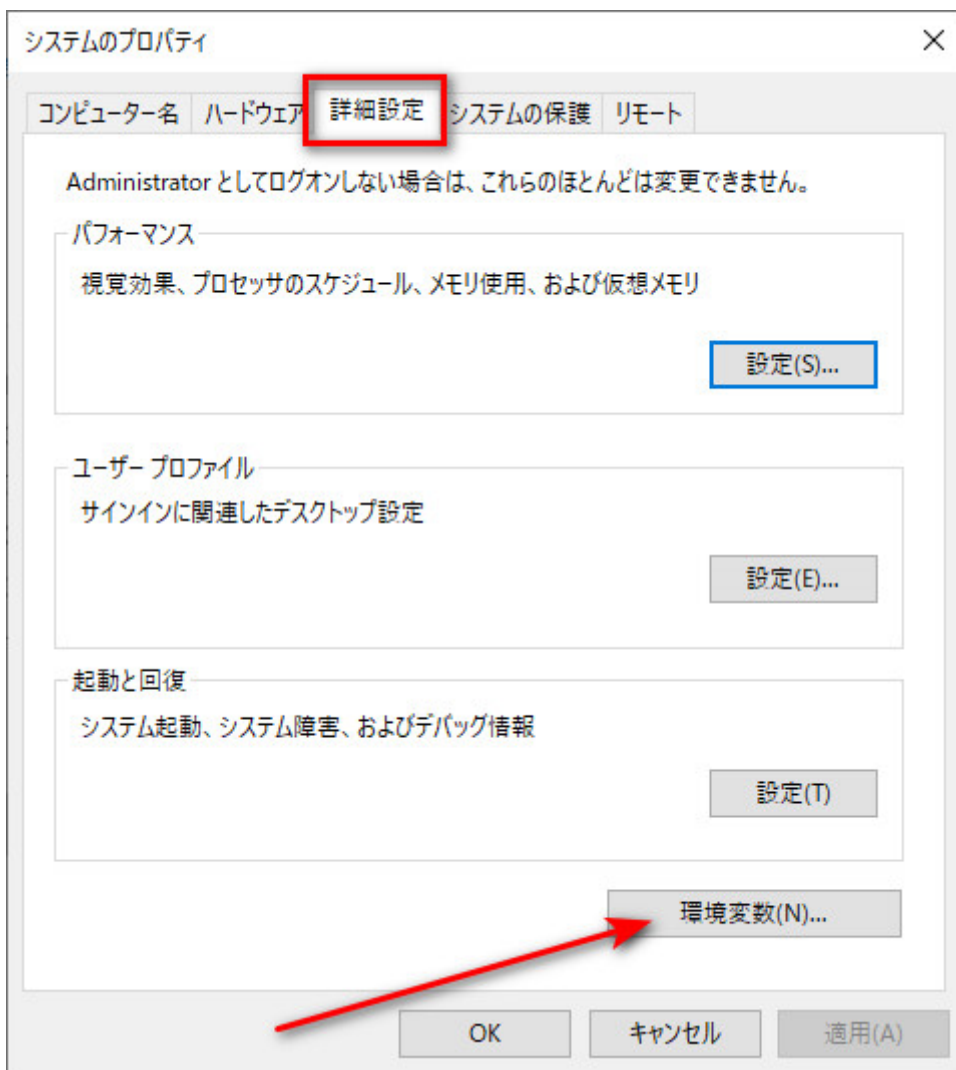 システムのプロパティ
コンピューター名 ハードウェア 詳細設定 システムの保護 リモート
Administrator としてログオンしない場合は、これらのほとんどは変更できません。
パフォーマンス
視覚効果、プロセッサのスケジュール、メモリ使用、および仮想メモリ
設定(S)...
ユーザー プロファイル
サインインに関連したデスクトップ設定
設定(E)...
起動と回復
システム起動、システム障害、およびデバッグ情報
設定(T)
環境変数(N)...
OK キャンセル 適用(A)